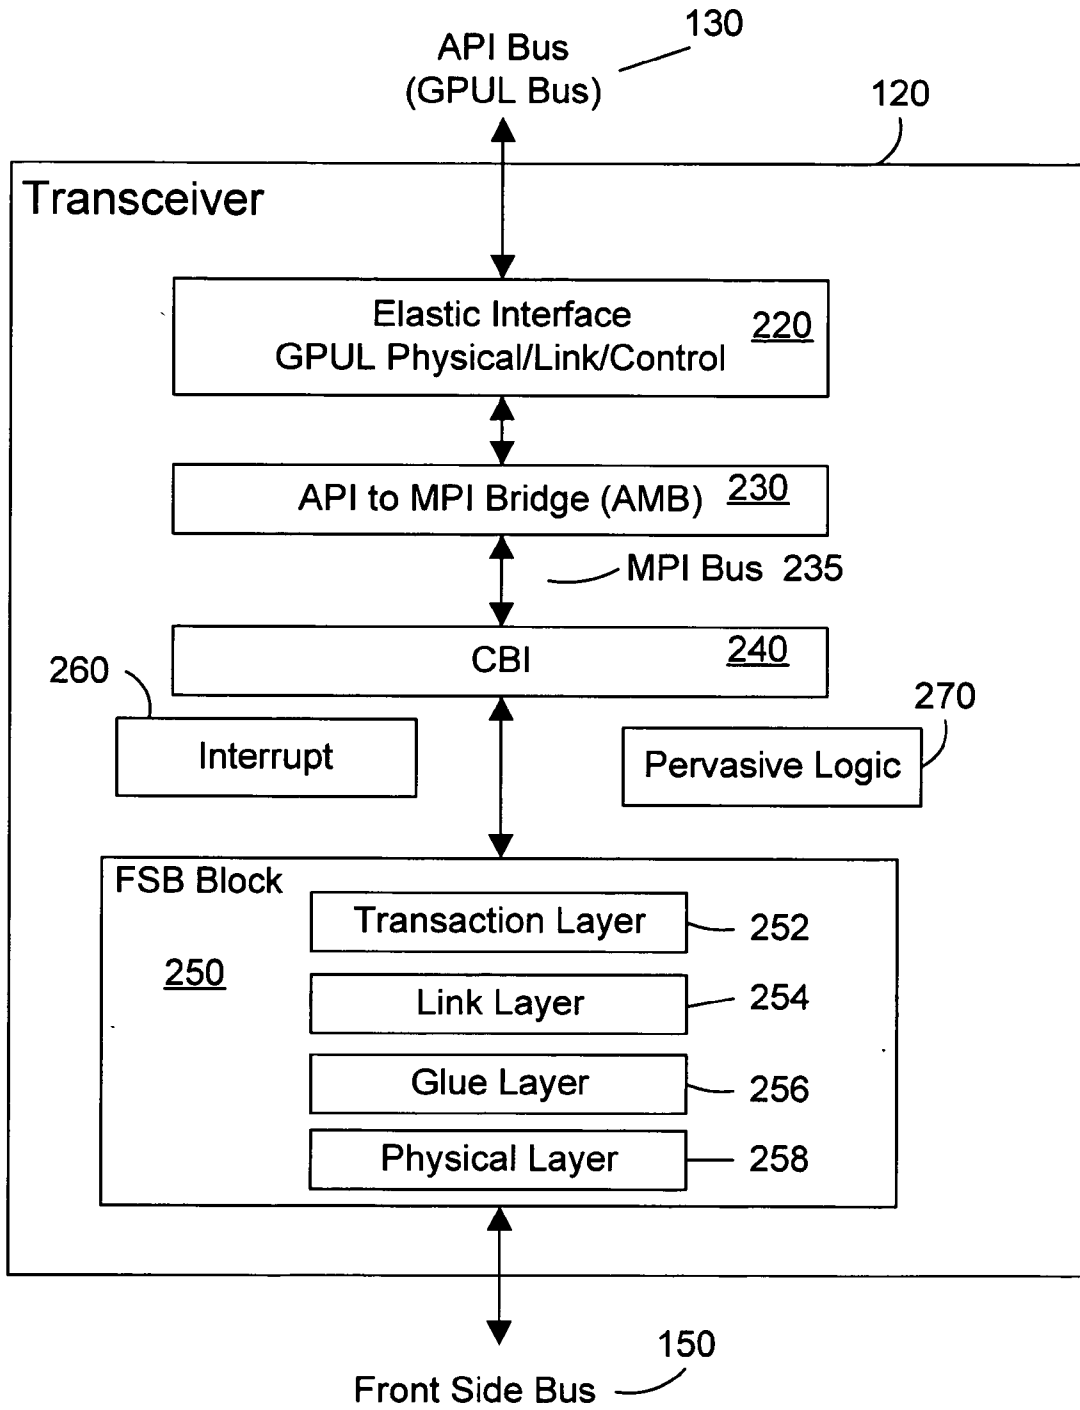 130
API Bus
(GPUL Bus)
120
Transceiver
Elastic Interface 220
GPUL Physical/Link/Control
API to MPI Bridge (AMB) 230
MPI Bus 235
CBI 240
260
270
Interrupt
Pervasive Logic
FSB Block
Transaction Layer 252
250
Link Layer 254
Glue Layer 256
Physical Layer 258
150
Front Side Bus